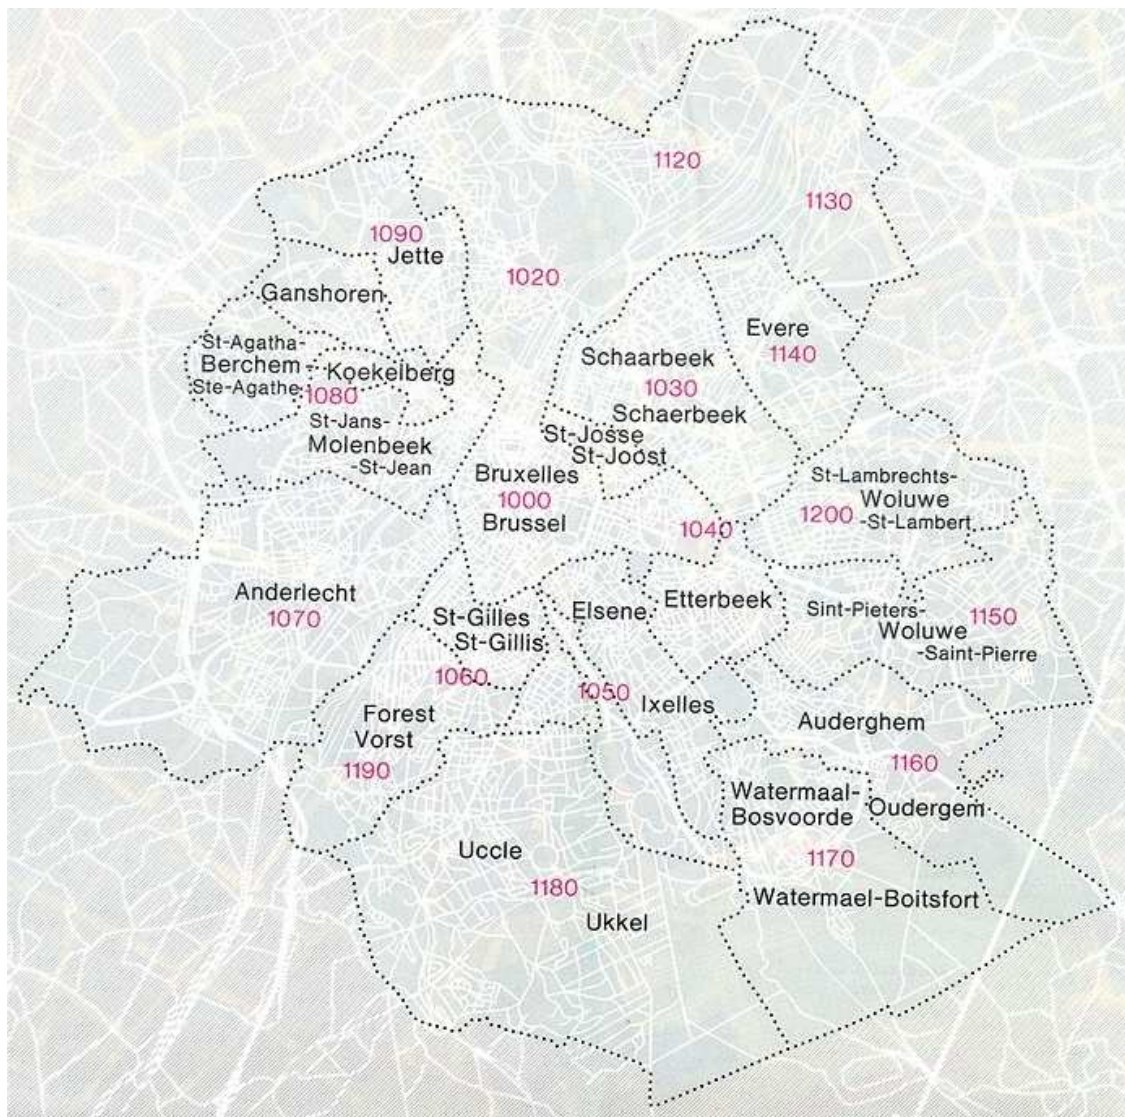 1120
1130
1090
Jette
1020
Ganshoren
Evere
1140
St-Agatha-
Berchem-
Ste-Agathe
Koekelberg
1080
Schaarbeek
1030
Schaerbeek
St-Jans-
Molenbeek
-St-Jean
St-Josse
St-Joost
Bruxelles
1000
Brussel
1040
St-Lambrechts-
Woluwe
1200
-St-Lambert
Anderlecht
1070
St-Gilles
St-Gillis
1060
Elsene
Etterbeek
Sint-Pieters-
1150
Woluwe
-Saint-Pierre
1050
Ixelles
Forest
Vorst
1190
Auderghem
1160
Oudergem
Watermaal-
Bosvoorde
1170
Watermael-Boitsfort
Uccle
1180
Ukkel